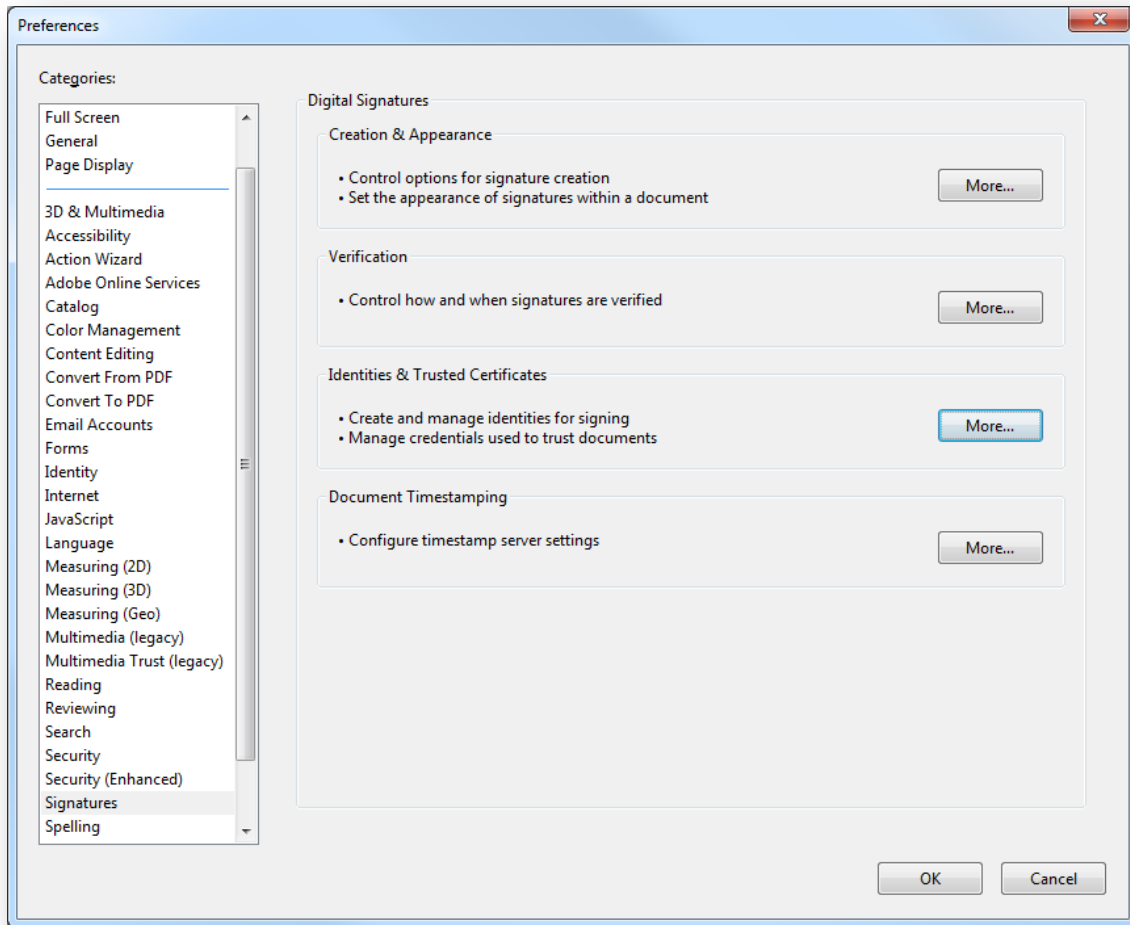 Preferences
Categories:
Full Screen
General
Page Display
3D & Multimedia
Accessibility
Action Wizard
Adobe Online Services
Catalog
Color Management
Content Editing
Convert From PDF
Convert To PDF
Email Accounts
Forms
Identity
Internet
JavaScript
Language
Measuring (2D)
Measuring (3D)
Measuring (Geo)
Multimedia (legacy)
Multimedia Trust (legacy)
Reading
Reviewing
Search
Security
Security (Enhanced)
Signatures
Spelling
Digital Signatures
Creation & Appearance
• Control options for signature creation
• Set the appearance of signatures within a document
More...
Verification
• Control how and when signatures are verified
More...
Identities & Trusted Certificates
• Create and manage identities for signing
• Manage credentials used to trust documents
More...
Document Timestamping
• Configure timestamp server settings
More...
OK
Cancel